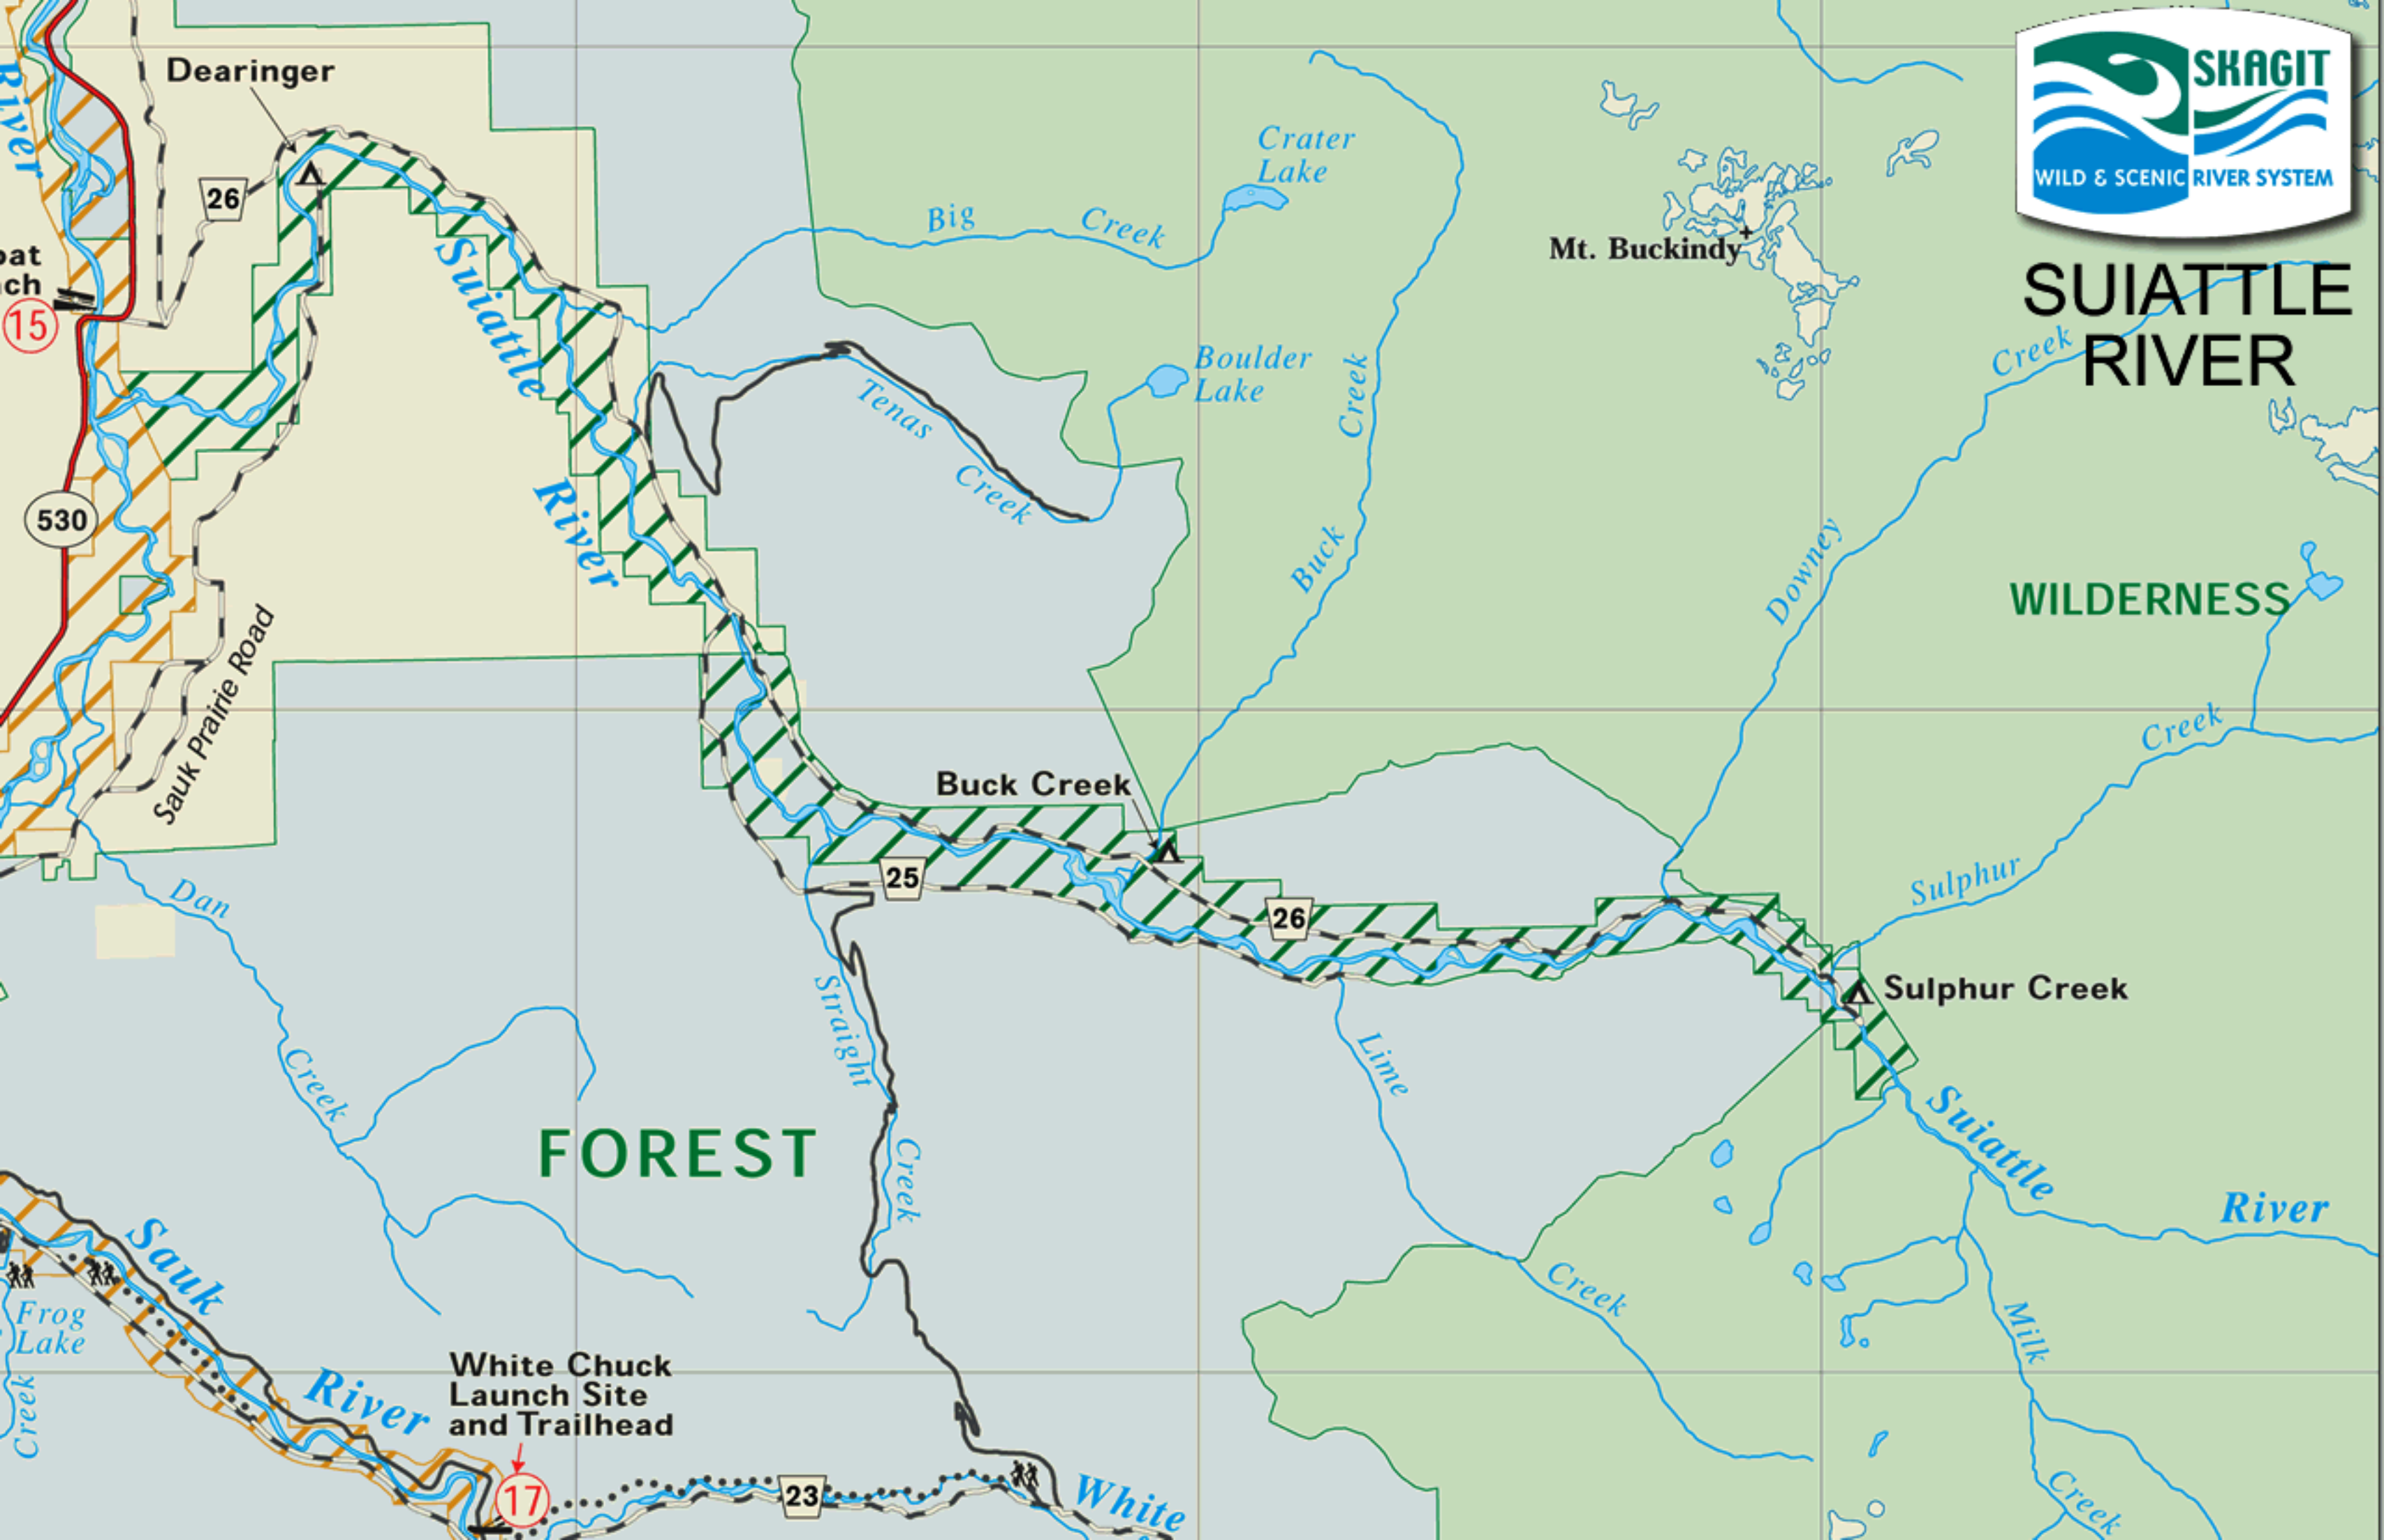 SKAGIT
WILD & SCENIC RIVER SYSTEM
SUIATTLE
RIVER
Dearinger
River
26
Crater
Lake
Big Creek
Mt. Buckindy
15
Suiattle
River
Boulder
Lake
Tenas
Creek
Buck Creek
Downey Creek
WILDERNESS
530
Sauk Prairie Road
Sulphur Creek
Buck Creek
25
26
Sulphur Creek
Dan
Creek
Straight
Creek
Lime
Creek
FOREST
Suiattle
River
Sauk
River
Frog
Lake
Creek
Milk
Creek
White Chuck
Launch Site
and Trailhead
17
23
White